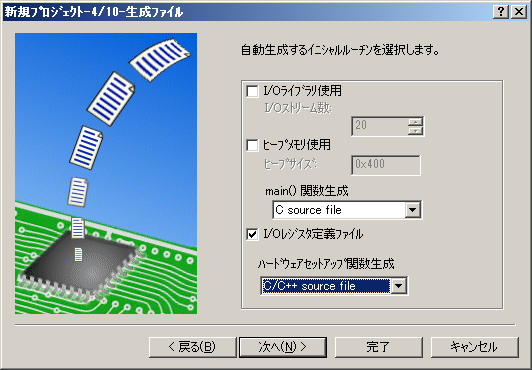 新規ﾌﾟﾛｼﾞｪｸﾄ-4/10-生成ﾌｧｲﾙ
自動生成するｲﾆｼｬﾙﾙｰﾁﾝを選択します。
I/Oﾗｲﾌﾞﾗﾘ使用
I/Oｽﾄﾘｰﾑ数:
20
ﾋｰﾌﾟﾒﾓﾘ使用
ﾋｰﾌﾟｻｲｽﾞ:
0x400
main() 関数生成
C source file
I/Oﾚｼﾞｽﾀ定義ﾌｧｲﾙ
ﾊｰﾄﾞｳｪｱｾｯﾄｱｯﾌﾟ関数生成
C/C++ source file
< 戻る(B)
次へ(N) >
完了
ｷｬﾝｾﾙ